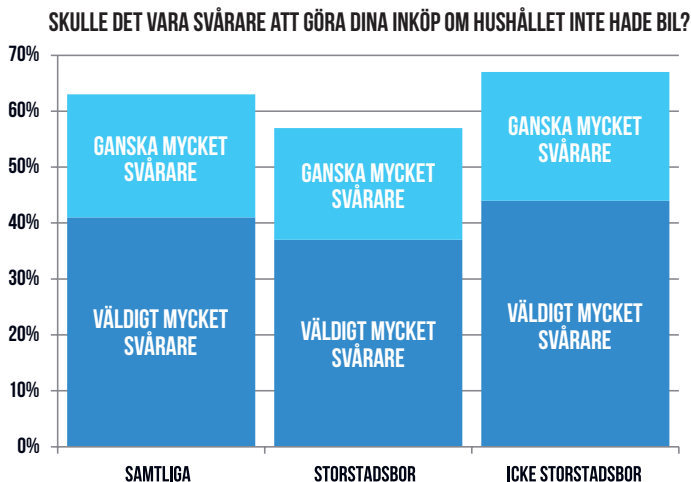 SKULLE DET VARA SVÅRARE ATT GÖRA DINA INKÖP OM HUSHÅLLET INTE HADE BIL?
70%
60%
50%
40%
30%
20%
10%
0%
GANSKA MYCKET
SVÅRARE
VÄLDIGT MYCKET
SVÅRARE
GANSKA MYCKET
SVÅRARE
VÄLDIGT MYCKET
SVÅRARE
GANSKA MYCKET
SVÅRARE
VÄLDIGT MYCKET
SVÅRARE
SAMTLIGA
STORSTADSBOR
ICKE STORSTADSBOR